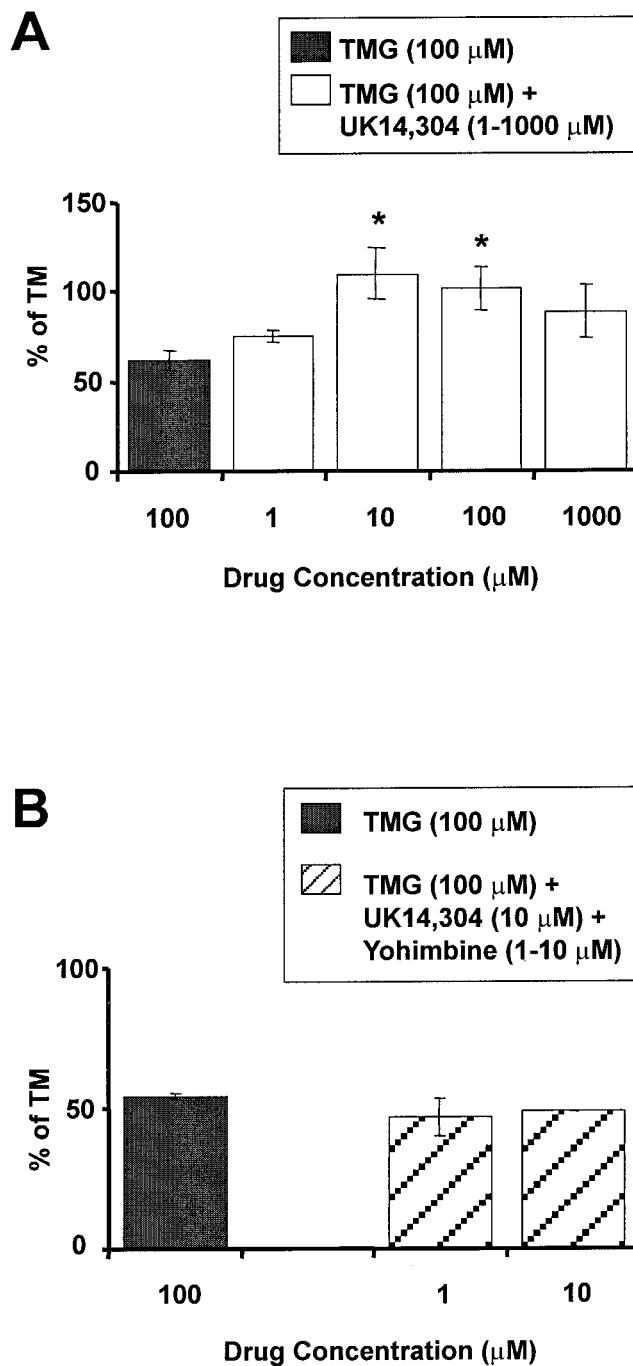 A
TMG (100 μM)
TMG (100 μM) +
UK14,304 (1-1000 μM)
150
100
50
0
% of TM
* *
100 1 10 100 1000
Drug Concentration (μM)
B
TMG (100 μM)
TMG (100 μM) +
UK14,304 (10 μM) +
Yohimbine (1-10 μM)
100
50
0
% of TM
100 1 10
Drug Concentration (μM)